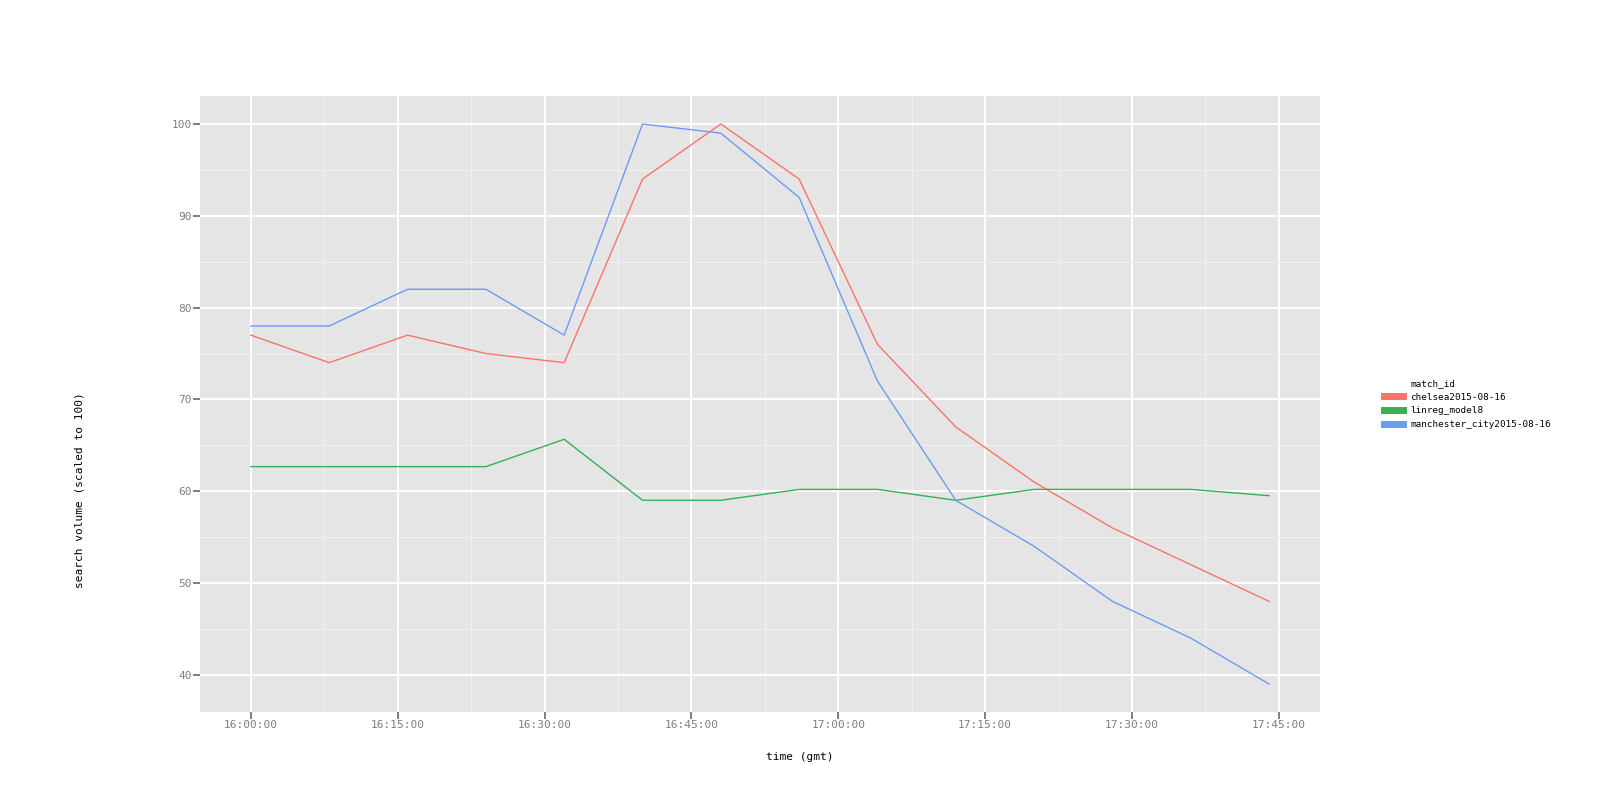 100
90
80
70
60
50
40
search volume (scaled to 100)
16:00:00 16:15:00 16:30:00 16:45:00 17:00:00 17:15:00 17:30:00 17:45:00
time (gmt)
match_id
chelsea2015-08-16
linreg_model8
manchester_city2015-08-16